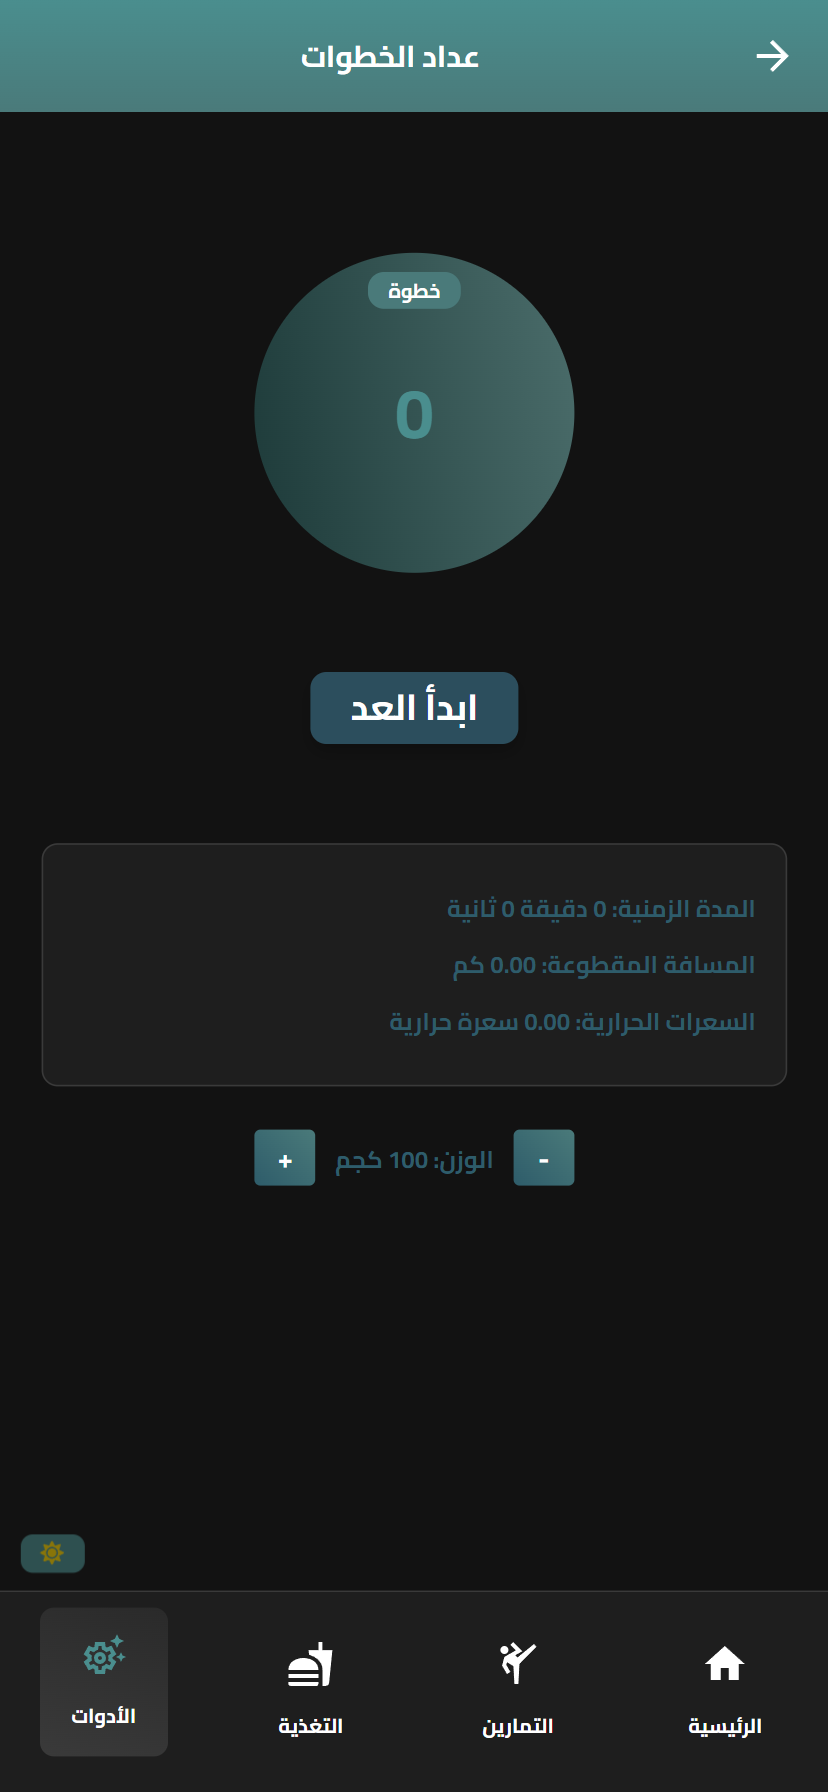 عداد الخطوات
خطوة
0
ابدأ العد
المدة الزمنية: 0 دقيقة 0 ثانية
المسافة المقطوعة: 0.00 كم
السعرات الحرارية: 0.00 سعرة حرارية
- الوزن: 100 كجم +
الرئيسية
التمارين
التغذية
الأدوات